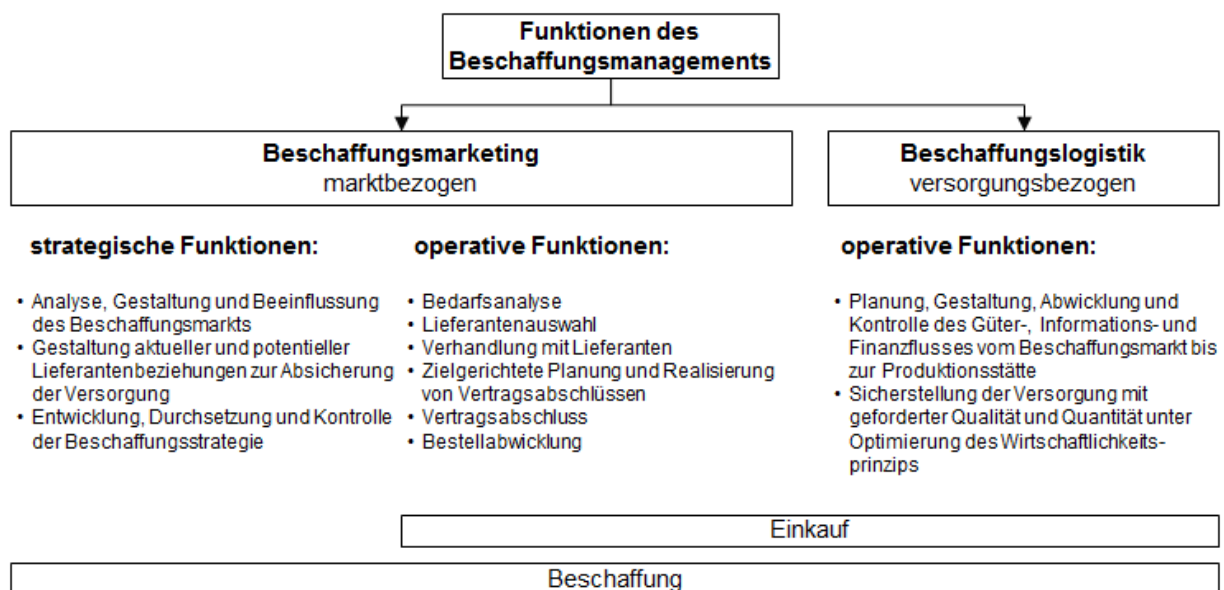 Funktionen des
Beschaffungsmanagements
Beschaffungsmarketing
marktbezogen
Beschaffungslogistik
versorgungsbezogen
strategische Funktionen:
• Analyse, Gestaltung und Beeinflussung
des Beschaffungsmarkts
• Gestaltung aktueller und potentieller
Lieferantenbeziehungen zur Absicherung
der Versorgung
• Entwicklung, Durchsetzung und Kontrolle
der Beschaffungsstrategie
operative Funktionen:
• Bedarfsanalyse
• Lieferantenauswahl
• Verhandlung mit Lieferanten
• Zielgerichtete Planung und Realisierung
von Vertragsabschlüssen
• Vertragsabschluss
• Bestellabwicklung
operative Funktionen:
• Planung, Gestaltung, Abwicklung und
Kontrolle des Güter-, Informations- und
Finanzflusses vom Beschaffungsmarkt bis
zur Produktionsstätte
• Sicherstellung der Versorgung mit
geforderter Qualität und Quantität unter
Optimierung des Wirtschaftlichkeits-
prinzips
Einkauf
Beschaffung